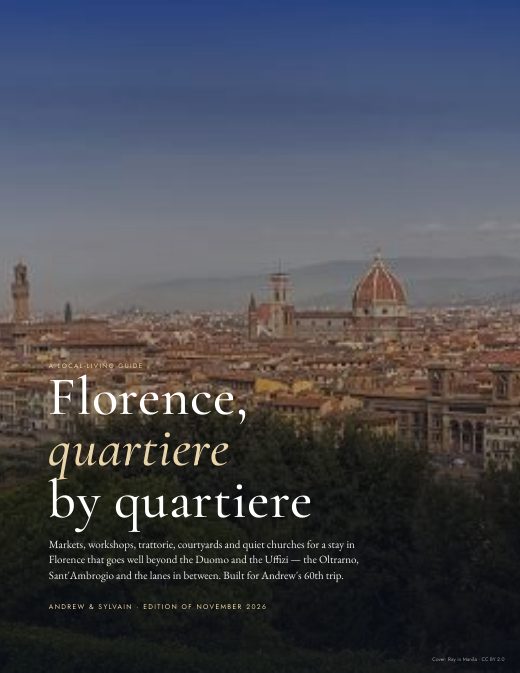 A LOCAL-LIVING GUIDE
Florence,
quartiere
by quartiere
Markets, workshops, trattorie, courtyards and quiet churches for a stay in
Florence that goes well beyond the Duomo and the Uffizi — the Oltrarno,
Sant'Ambrogio and the lanes in between. Built for Andrew's 60th trip.
ANDREW & SYLVAIN · EDITION OF NOVEMBER 2026
Cover: Ray in Manila · CC BY 2.0